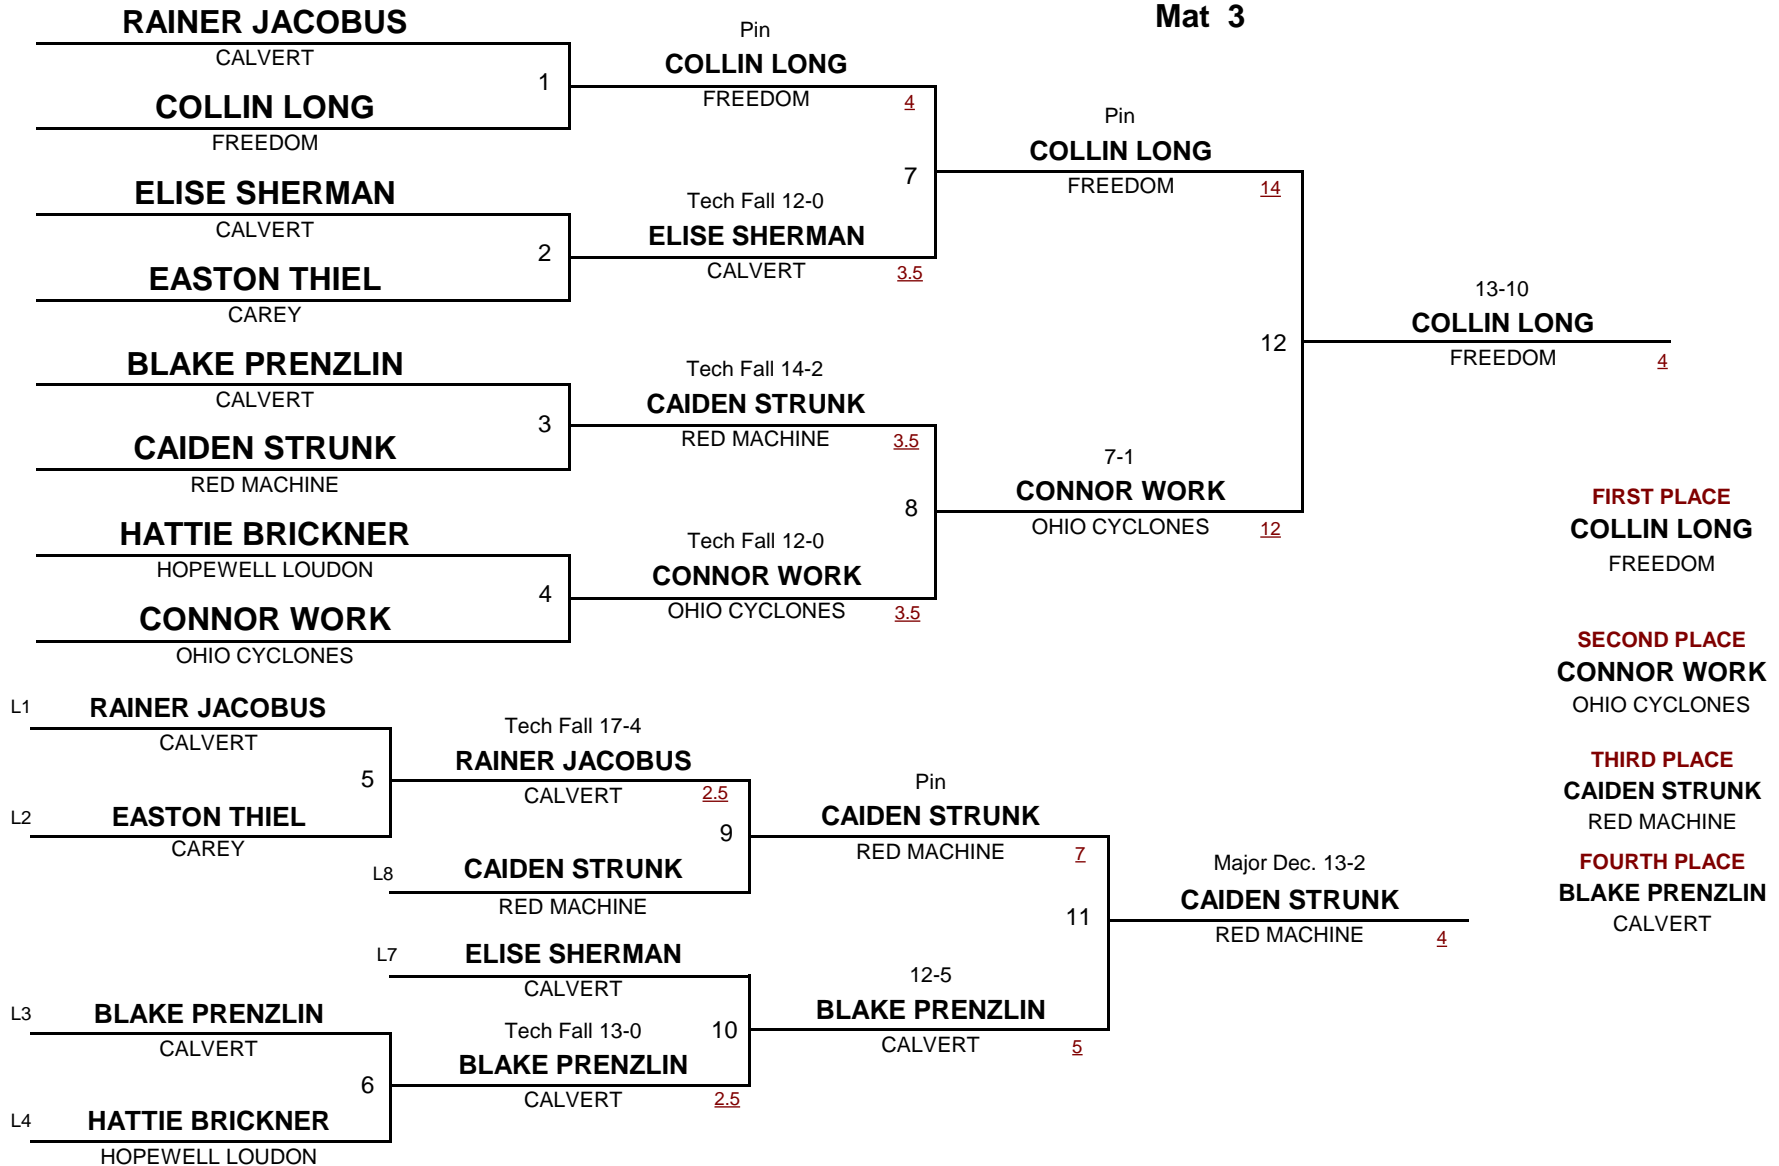 Mat 3
RAINER JACOBUS
CALVERT
1
COLLIN LONG
FREEDOM
ELISE SHERMAN
CALVERT
2
EASTON THIEL
CAREY
BLAKE PRENZLIN
CALVERT
3
CAIDEN STRUNK
RED MACHINE
HATTIE BRICKNER
HOPEWELL LOUDON
4
CONNOR WORK
OHIO CYCLONES
Pin
COLLIN LONG
FREEDOM 4
7
Tech Fall 12-0
ELISE SHERMAN
CALVERT 3.5
Tech Fall 14-2
CAIDEN STRUNK
RED MACHINE 3.5
8
Tech Fall 12-0
CONNOR WORK
OHIO CYCLONES 3.5
Pin
COLLIN LONG
FREEDOM 14
12
7-1
CONNOR WORK
OHIO CYCLONES 12
13-10
COLLIN LONG
FREEDOM 4
FIRST PLACE
COLLIN LONG
FREEDOM
SECOND PLACE
CONNOR WORK
OHIO CYCLONES
THIRD PLACE
CAIDEN STRUNK
RED MACHINE
FOURTH PLACE
BLAKE PRENZLIN
CALVERT
L1 RAINER JACOBUS
CALVERT
5
L2 EASTON THIEL
CAREY
L3 BLAKE PRENZLIN
CALVERT
6
L4 HATTIE BRICKNER
HOPEWELL LOUDON
Tech Fall 17-4
RAINER JACOBUS
CALVERT 2.5
9
L8 CAIDEN STRUNK
RED MACHINE
L7 ELISE SHERMAN
CALVERT
10
Tech Fall 13-0
BLAKE PRENZLIN
CALVERT 2.5
Pin
CAIDEN STRUNK
RED MACHINE 7
11
12-5
BLAKE PRENZLIN
CALVERT 5
Major Dec. 13-2
CAIDEN STRUNK
RED MACHINE 4